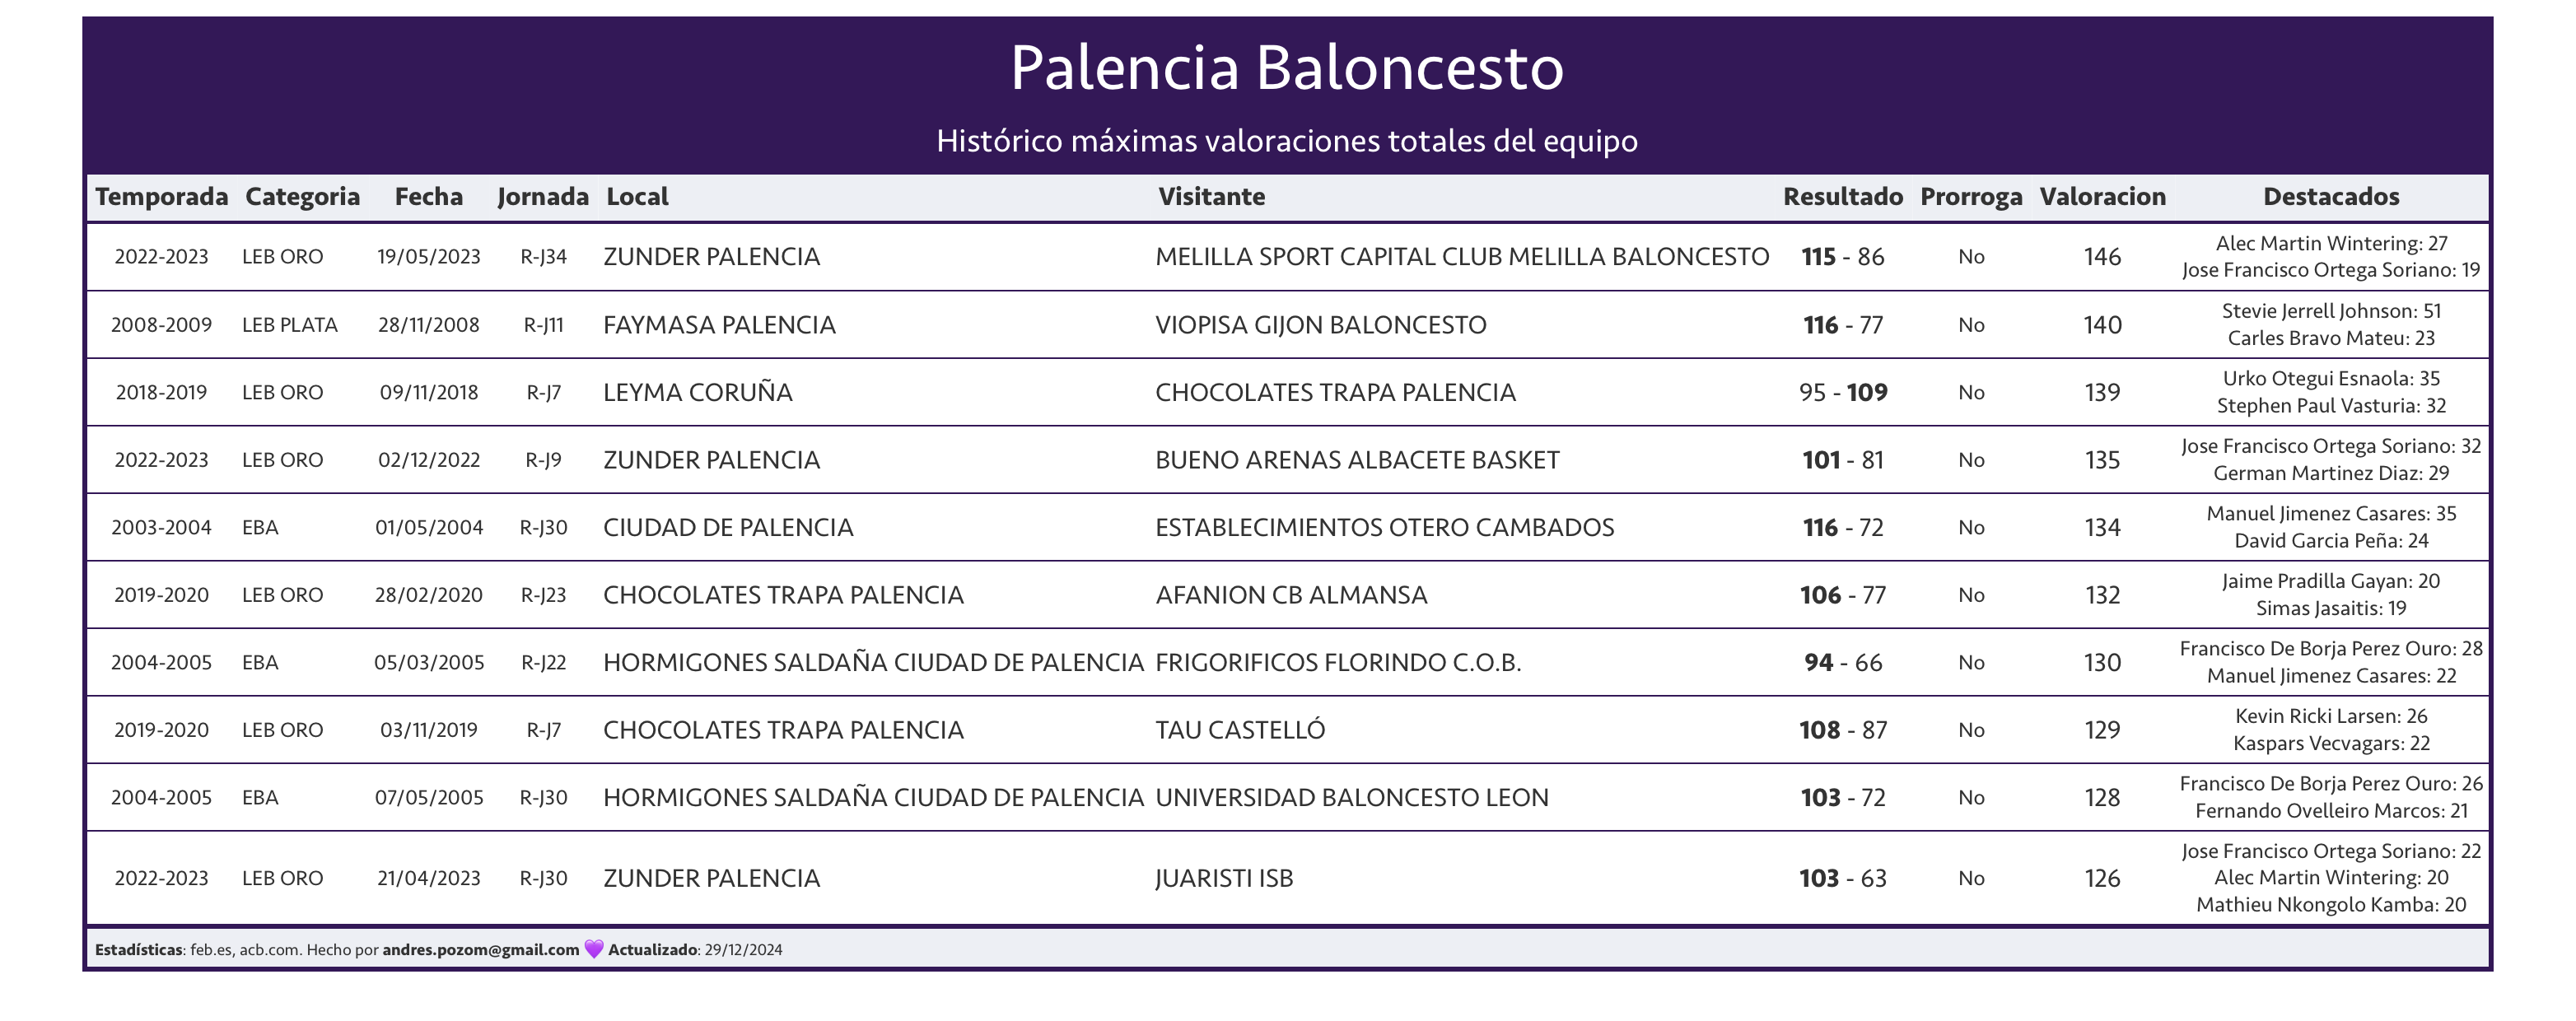 Palencia Baloncesto
Histórico máximas valoraciones totales del equipo
Temporada Categoria Fecha Jornada Local Visitante Resultado Prorroga Valoracion Destacados
2022-2023 LEB ORO 19/05/2023 R-J34 ZUNDER PALENCIA MELILLA SPORT CAPITAL CLUB MELILLA BALONCESTO 115 - 86 No 146 Alec Martin Wintering: 27
Jose Francisco Ortega Soriano: 19
2008-2009 LEB PLATA 28/11/2008 R-J11 FAYMASA PALENCIA VIOPISA GIJON BALONCESTO 116 - 77 No 140 Stevie Jerrell Johnson: 51
Carles Bravo Mateu: 23
2018-2019 LEB ORO 09/11/2018 R-J7 LEYMA CORUÑA CHOCOLATES TRAPA PALENCIA 95 - 109 No 139 Urko Otegui Esnaola: 35
Stephen Paul Vasturia: 32
2022-2023 LEB ORO 02/12/2022 R-J9 ZUNDER PALENCIA BUENO ARENAS ALBACETE BASKET 101 - 81 No 135 Jose Francisco Ortega Soriano: 32
German Martinez Diaz: 29
2003-2004 EBA 01/05/2004 R-J30 CIUDAD DE PALENCIA ESTABLECIMIENTOS OTERO CAMBADOS 116 - 72 No 134 Manuel Jimenez Casares: 35
David Garcia Peña: 24
2019-2020 LEB ORO 28/02/2020 R-J23 CHOCOLATES TRAPA PALENCIA AFANION CB ALMANSA 106 - 77 No 132 Jaime Pradilla Gayan: 20
Simas Jasaitis: 19
2004-2005 EBA 05/03/2005 R-J22 HORMIGONES SALDAÑA CIUDAD DE PALENCIA FRIGORIFICOS FLORINDO C.O.B. 94 - 66 No 130 Francisco De Borja Perez Ouro: 28
Manuel Jimenez Casares: 22
2019-2020 LEB ORO 03/11/2019 R-J7 CHOCOLATES TRAPA PALENCIA TAU CASTELLÓ 108 - 87 No 129 Kevin Ricki Larsen: 26
Kaspars Vecvagars: 22
2004-2005 EBA 07/05/2005 R-J30 HORMIGONES SALDAÑA CIUDAD DE PALENCIA UNIVERSIDAD BALONCESTO LEON 103 - 72 No 128 Francisco De Borja Perez Ouro: 26
Fernando Ovelleiro Marcos: 21
2022-2023 LEB ORO 21/04/2023 R-J30 ZUNDER PALENCIA JUARISTI ISB 103 - 63 No 126 Jose Francisco Ortega Soriano: 22
Alec Martin Wintering: 20
Mathieu Nkongolo Kamba: 20
Estadísticas: feb.es, acb.com. Hecho por andres.pozom@gmail.com 💜 Actualizado: 29/12/2024